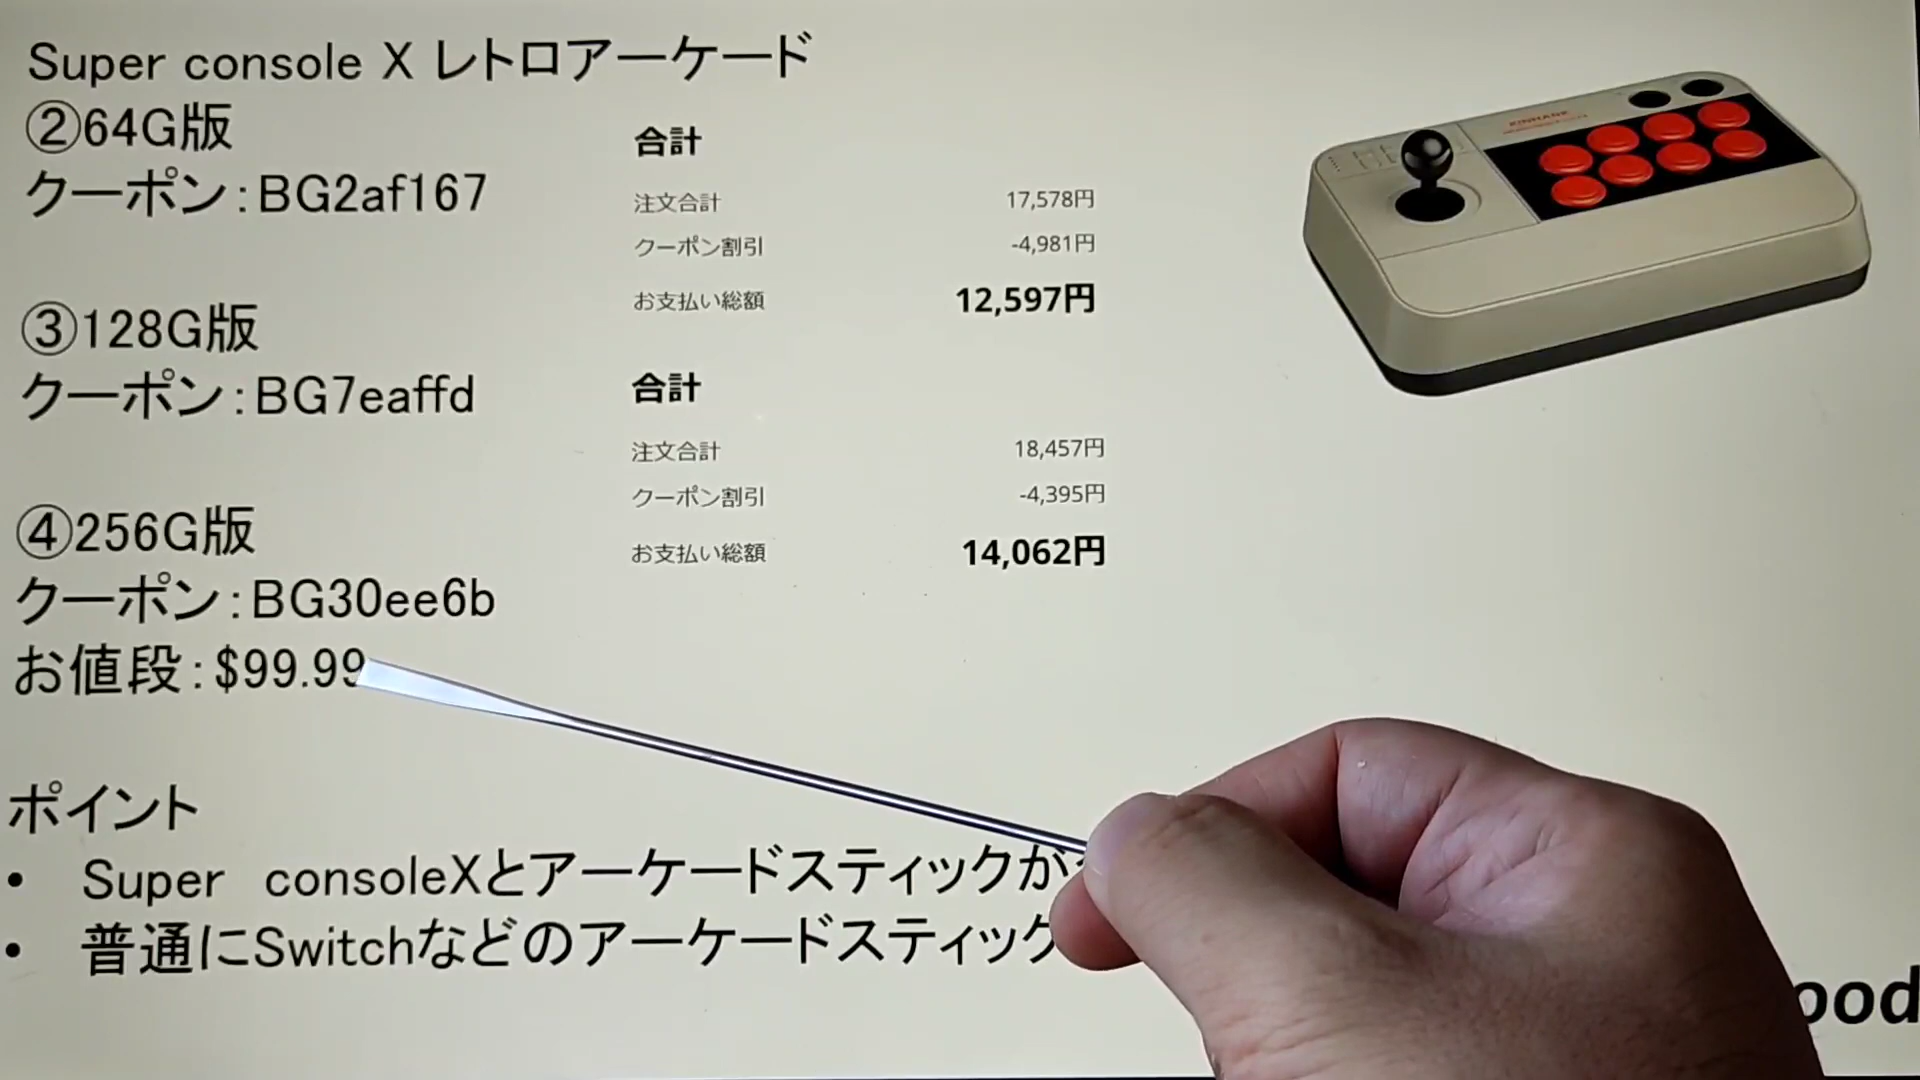 Super console X レトロアーケード
②64G版
クーポン：BG2af167
③128G版
クーポン：BG7eaffd
④256G版
クーポン：BG30ee6b
お値段：$99.99
合計
注文合計 17,578円
クーポン割引 -4,981円
お支払い総額 12,597円
合計
注文合計 18,457円
クーポン割引 -4,395円
お支払い総額 14,062円
ポイント
• Super consoleXとアーケードスティックが
• 普通にSwitchなどのアーケードスティック
ood